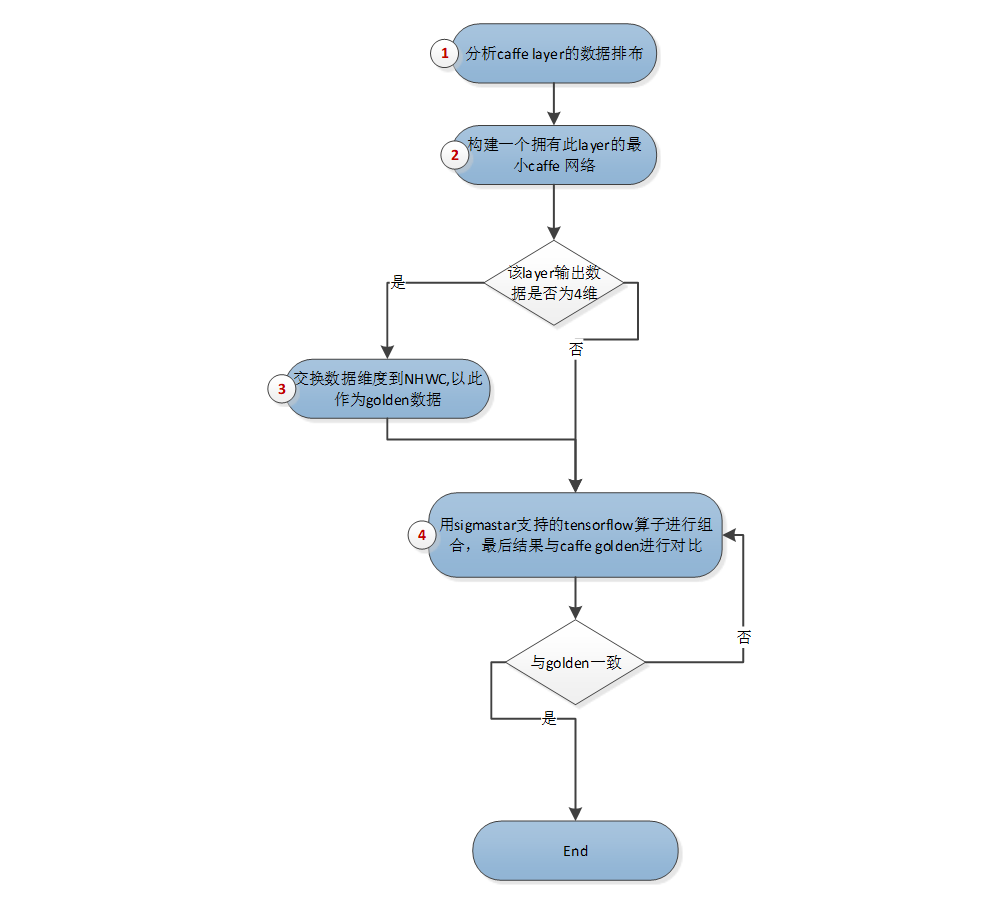 1
分析caffe layer的数据排布
2
构建一个拥有此layer的最
小caffe 网络
该layer输出数
据是否为4维
是
否
3
交换数据维度到NHWC,以此
作为golden数据
4
用sigmastar支持的tensorflow算子进行组
合，最后结果与caffe golden进行对比
否
与golden一致
是
End